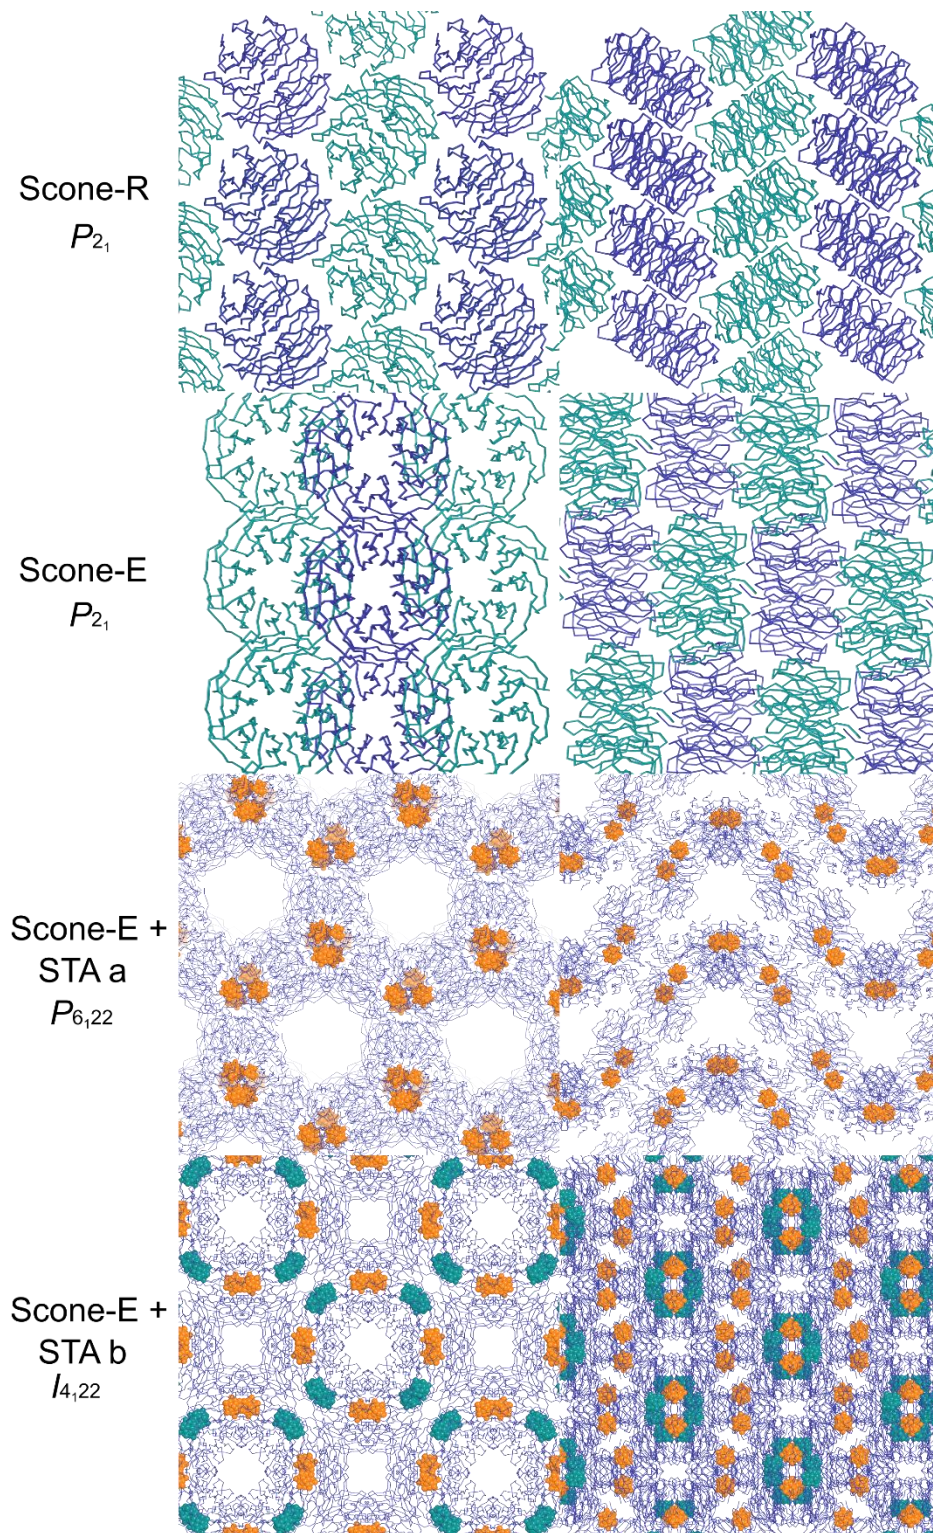 Scone-R
P2₁
Scone-E
P2₁
Scone-E +
STA a
P6₁22
Scone-E +
STA b
I4₁22